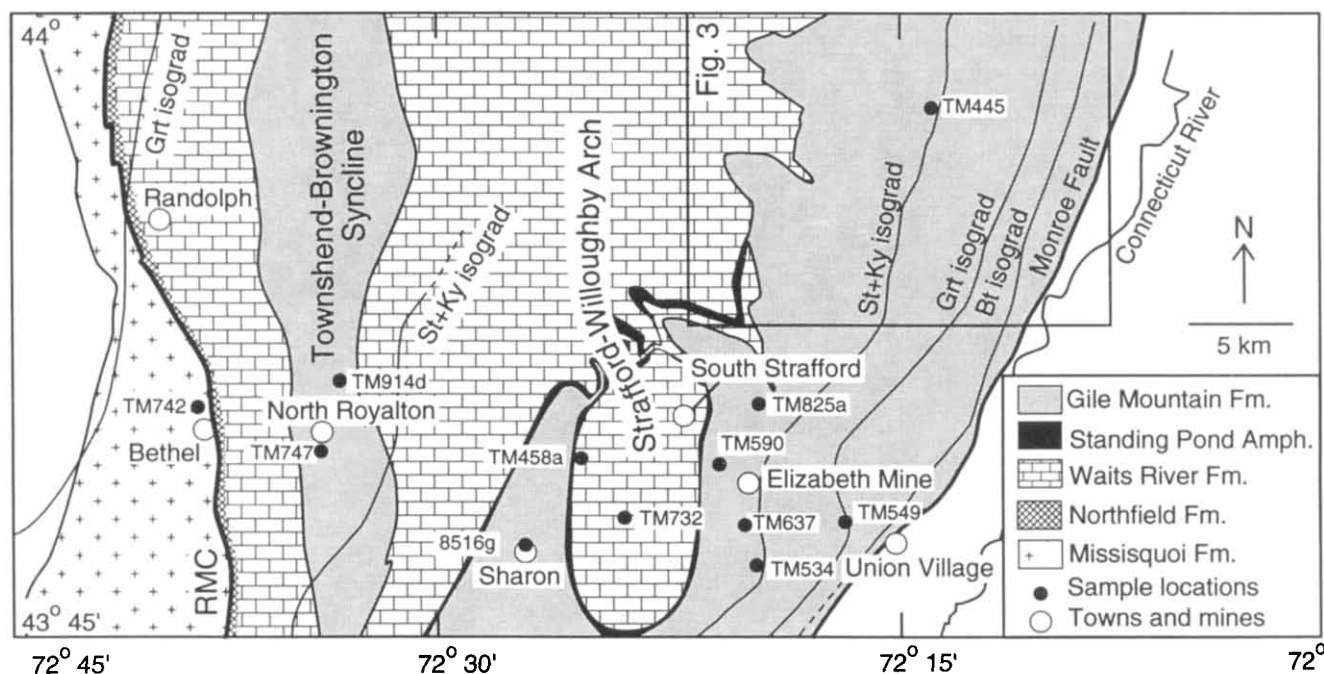 44°
Grt isograd
Randolph
Townshend-Brownington
Syncline
St+Ky isograd
Strafford-Willoughby Arch
Fig. 3
TM445
St+Ky isograd
Grt isograd
Bt isograd
Monroe Fault
Connecticut River
N
5 km
TM914d
TM742
North Royalton
Bethel
TM747
RMC
South Strafford
TM825a
TM590
TM458a
Elizabeth Mine
TM732
TM637
TM549
8516g
Sharon
TM534
Union Village
Gile Mountain Fm.
Standing Pond Amph.
Waits River Fm.
Northfield Fm.
Missisquoi Fm.
Sample locations
Towns and mines
43° 45'
72° 45'
72° 30'
72° 15'
72°